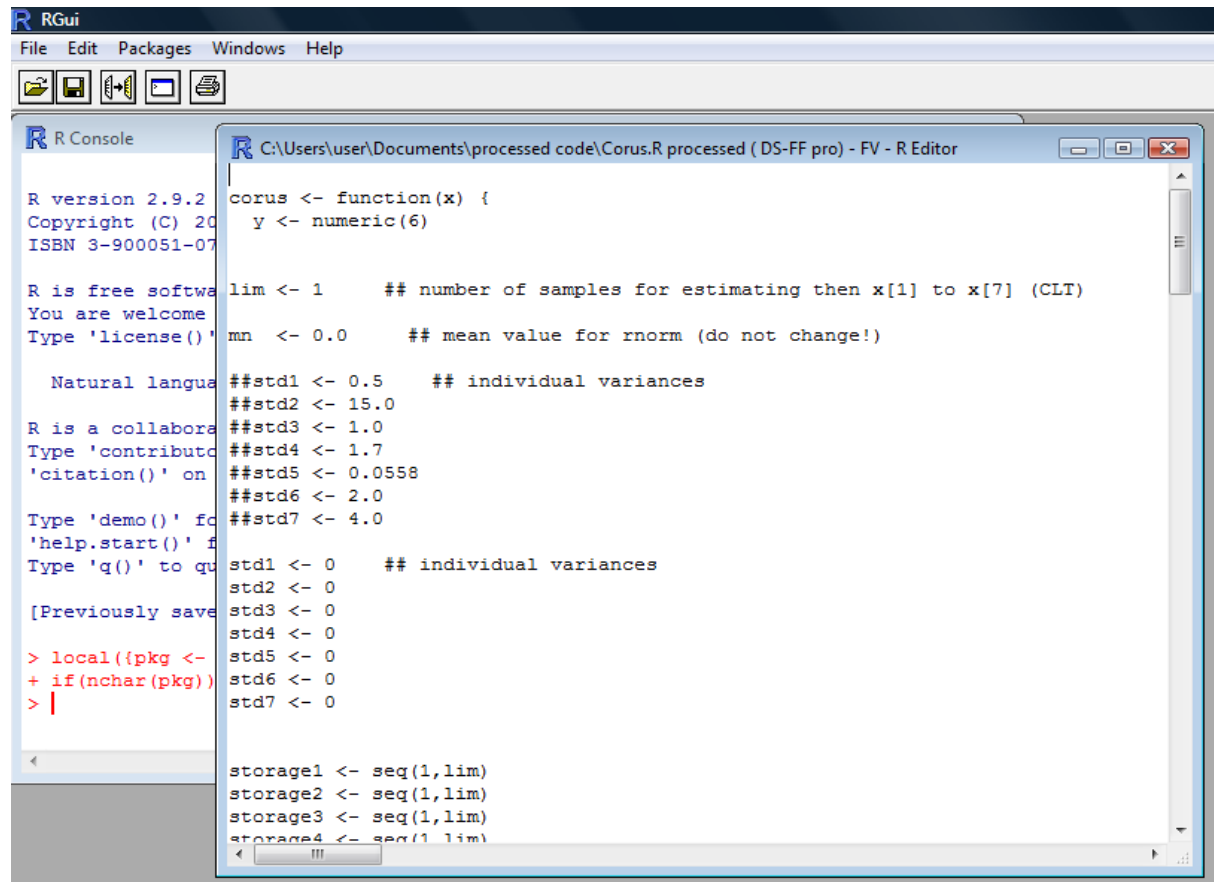 RGui
File Edit Packages Windows Help
R Console
R version 2.9.2
Copyright (C) 20
ISBN 3-900051-07
R is free softwa
You are welcome
Type 'license()'
Natural langua
R is a collabora
Type 'contributo
'citation()' on
Type 'demo()' fo
'help.start()' f
Type 'q()' to qu
[Previously save
> local({pkg <-
+ if(nchar(pkg))
>
C:\Users\user\Documents\processed code\Corus.R processed ( DS-FF pro) - FV - R Editor
corus <- function(x) {
y <- numeric(6)
lim <- 1 ## number of samples for estimating then x[1] to x[7] (CLT)
mn <- 0.0 ## mean value for rnorm (do not change!)
##std1 <- 0.5 ## individual variances
##std2 <- 15.0
##std3 <- 1.0
##std4 <- 1.7
##std5 <- 0.0558
##std6 <- 2.0
##std7 <- 4.0
std1 <- 0 ## individual variances
std2 <- 0
std3 <- 0
std4 <- 0
std5 <- 0
std6 <- 0
std7 <- 0
storage1 <- seq(1,lim)
storage2 <- seq(1,lim)
storage3 <- seq(1,lim)
storage4 <- seq(1,lim)